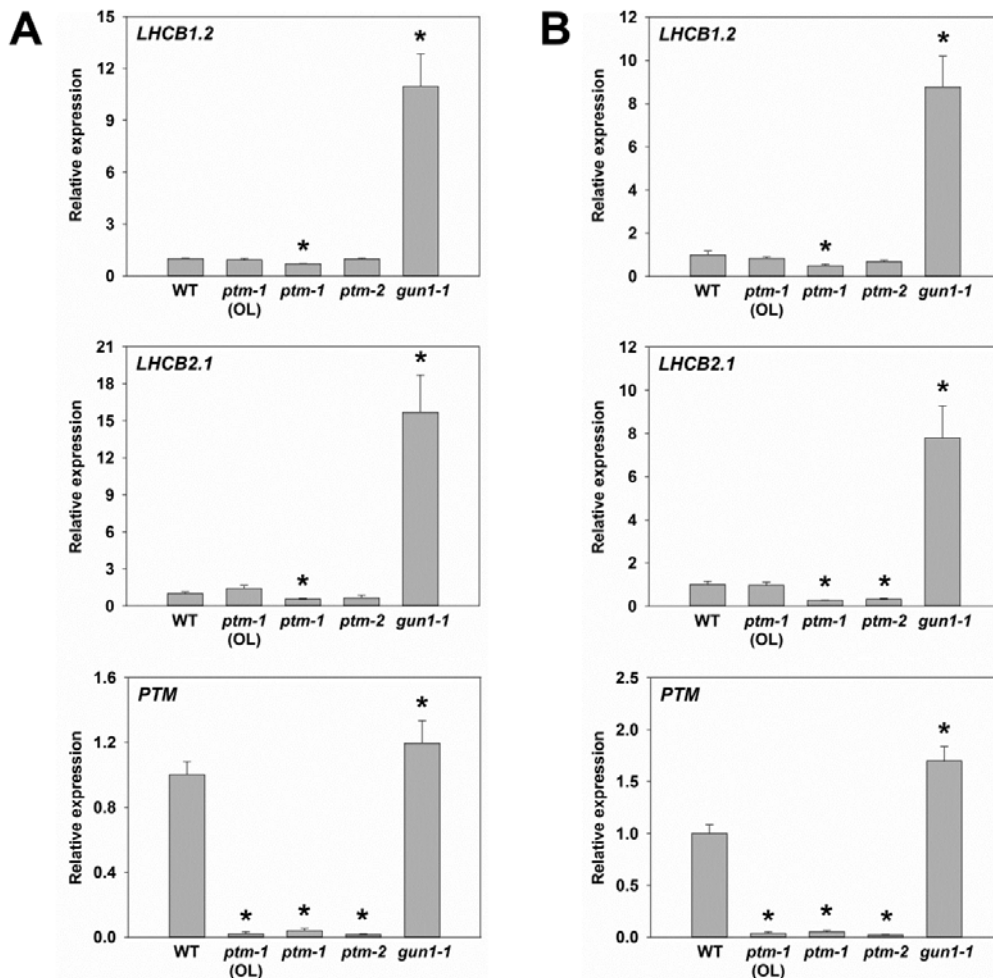 A
LHCB1.2
Relative expression
15
12
9
6
3
0
*
*
WT
ptm-1
(OL)
ptm-1
ptm-2
gun1-1
LHCB2.1
Relative expression
21
18
15
12
9
6
3
0
*
*
WT
ptm-1
(OL)
ptm-1
ptm-2
gun1-1
PTM
Relative expression
1.6
1.2
0.8
0.4
0.0
*
*
*
*
WT
ptm-1
(OL)
ptm-1
ptm-2
gun1-1
B
LHCB1.2
Relative expression
12
10
8
6
4
2
0
*
*
WT
ptm-1
(OL)
ptm-1
ptm-2
gun1-1
LHCB2.1
Relative expression
12
10
8
6
4
2
0
*
*
*
WT
ptm-1
(OL)
ptm-1
ptm-2
gun1-1
PTM
Relative expression
2.5
2.0
1.5
1.0
0.5
0.0
*
*
*
*
WT
ptm-1
(OL)
ptm-1
ptm-2
gun1-1